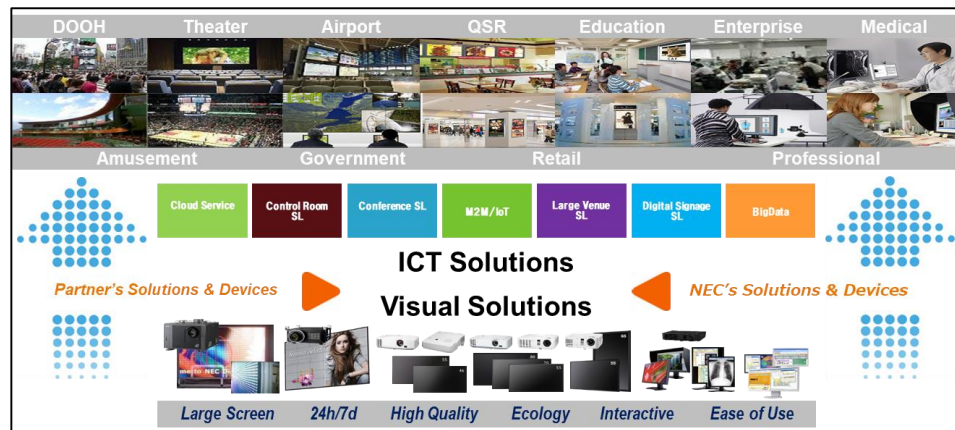 DOOH Theater Airport QSR Education Enterprise Medical
Amusement Government Retail Professional
Cloud Service
Control Room
SL
Conference SL
M2M/IoT
Large Venue
SL
Digital Signage
SL
BigData
ICT Solutions
Partner's Solutions & Devices
NEC's Solutions & Devices
Visual Solutions
Large Screen 24h/7d High Quality Ecology Interactive Ease of Use